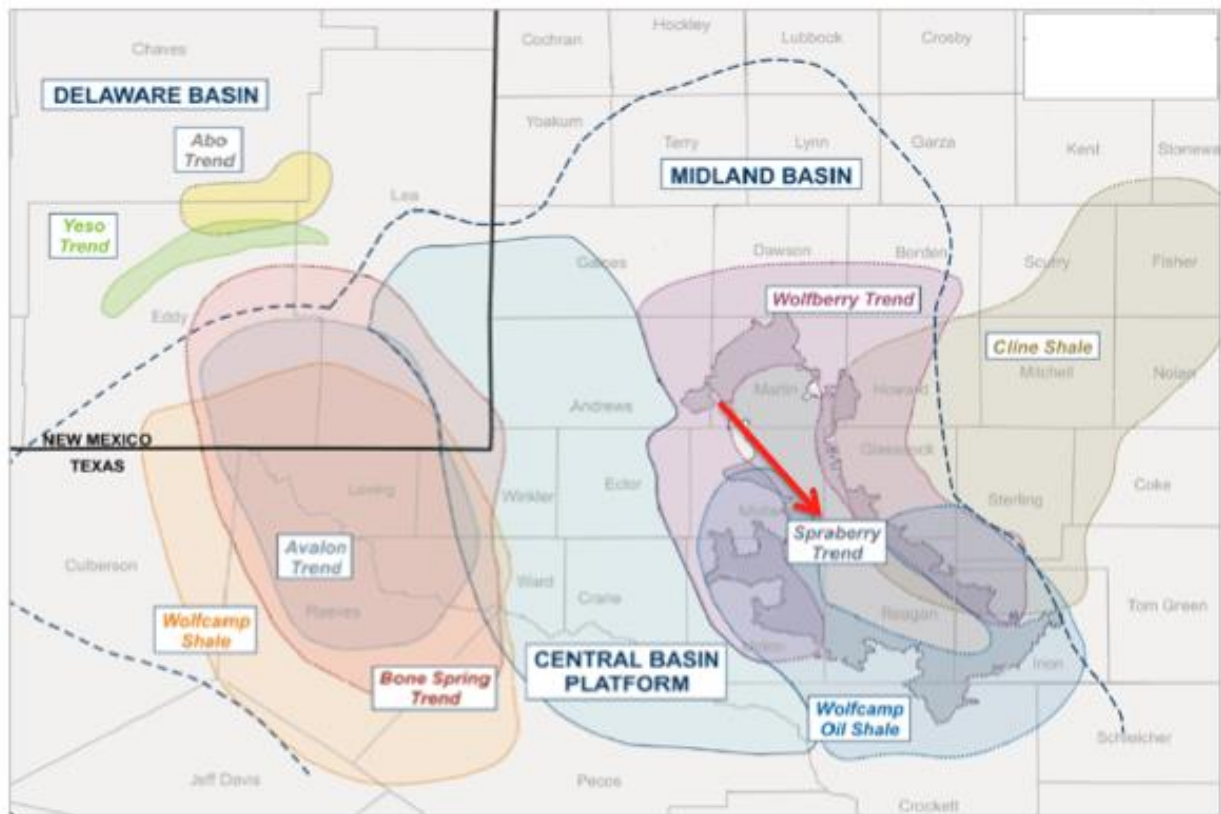 Hockley
Cochran
Lubbock
Crosby
Chaves
DELAWARE BASIN
Yoakum
Terry
Lynn
Garza
Kent
Abo
Trend
MIDLAND BASIN
Lea
Yeso
Trend
Gaines
Dawson
Borden
Scurry
Fisher
Wolfberry Trend
Eddy
Cline Shale
Martin
Howard
Mitchell
Nolan
Andrews
NEW MEXICO
TEXAS
Glasscock
Loving
Winkler
Ector
Sterling
Coke
Spraberry
Trend
Avalon
Trend
Culberson
Ward
Crane
Reeves
Reagan
Tom Green
Wolfcamp
Shale
CENTRAL BASIN
PLATFORM
Irion
Bone Spring
Trend
Wolfcamp
Oil Shale
Schleicher
Jeff Davis
Pecos
Crockett